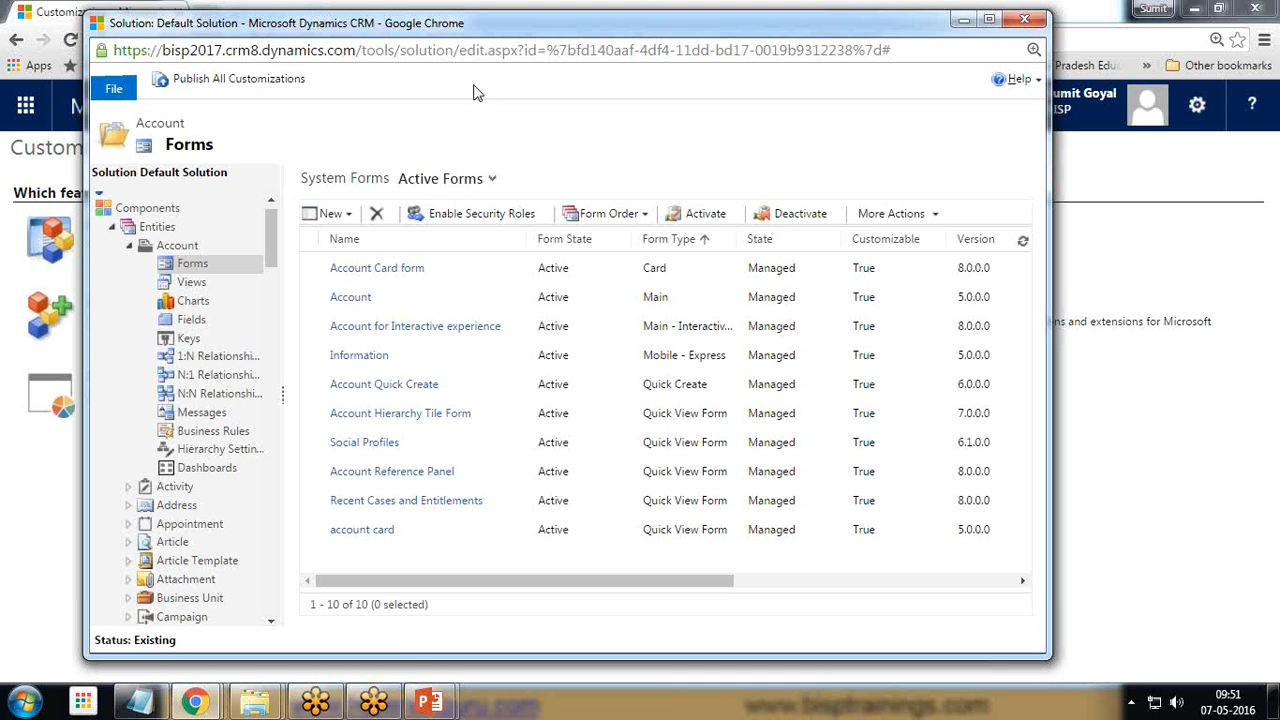 Customiz
Sumit
Solution: Default Solution - Microsoft Dynamics CRM - Google Chrome
https://bisp2017.crm8.dynamics.com/tools/solution/edit.aspx?id=%7bfd140aaf-4df4-11dd-bd17-0019b9312238%7d#
Apps
Pradesh Edu
»
Other bookmarks
File
Publish All Customizations
Help
umit Goyal
ISP
?
Account
Forms
Custom
Which fea
Solution Default Solution
System Forms Active Forms
Components
Entities
Account
Forms
Views
Charts
Fields
Keys
1:N Relationshi...
N:1 Relationshi...
N:N Relationshi...
Messages
Business Rules
Hierarchy Settin...
Dashboards
Activity
Address
Appointment
Article
Article Template
Attachment
Business Unit
Campaign
New Enable Security Roles Form Order Activate Deactivate More Actions
Name Form State Form Type State Customizable Version
Account Card form Active Card Managed True 8.0.0.0
Account Active Main Managed True 5.0.0.0
Account for Interactive experience Active Main - Interactiv... Managed True 8.0.0.0
Information Active Mobile - Express Managed True 5.0.0.0
Account Quick Create Active Quick Create Managed True 6.0.0.0
Account Hierarchy Tile Form Active Quick View Form Managed True 7.0.0.0
Social Profiles Active Quick View Form Managed True 6.1.0.0
Account Reference Panel Active Quick View Form Managed True 8.0.0.0
Recent Cases and Entitlements Active Quick View Form Managed True 8.0.0.0
account card Active Quick View Form Managed True 5.0.0.0
1 - 10 of 10 (0 selected)
ns and extensions for Microsoft
Status: Existing
09:51
07-05-2016